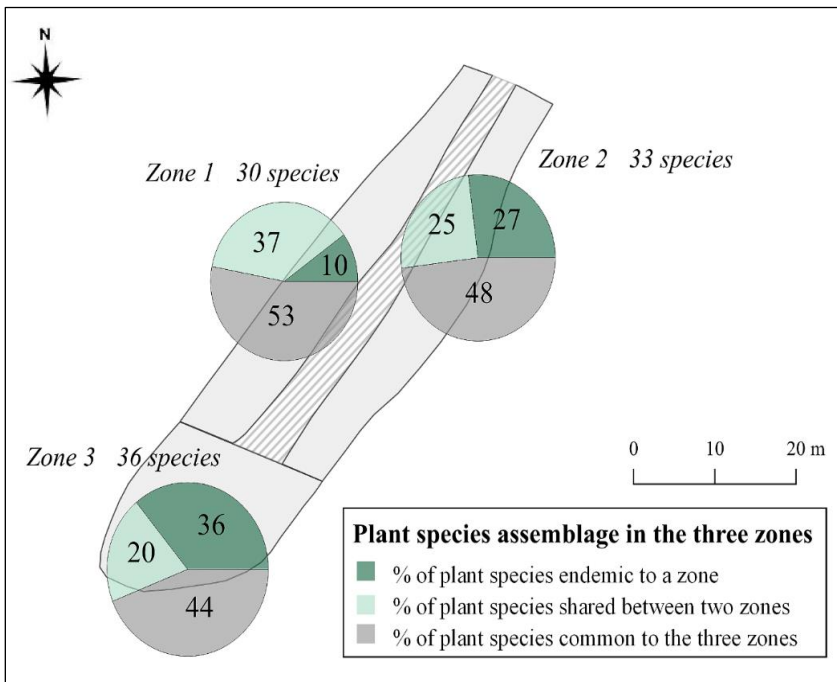 N
Zone 1 30 species
Zone 2 33 species
37
10
53
25
27
48
Zone 3 36 species
36
20
44
0 10 20 m
Plant species assemblage in the three zones
% of plant species endemic to a zone
% of plant species shared between two zones
% of plant species common to the three zones